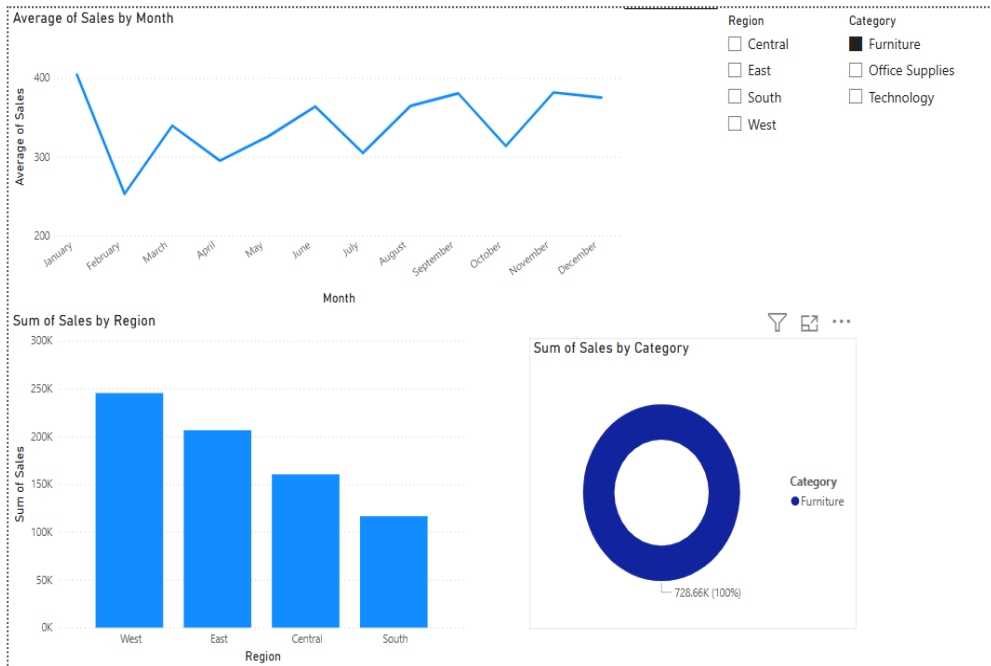 Average of Sales by Month
Average of Sales
400
300
200
January
February
March
April
May
June
July
August
September
October
November
December
Month
Region
Central
East
South
West
Category
Furniture
Office Supplies
Technology
Sum of Sales by Region
Sum of Sales
300K
250K
200K
150K
100K
50K
0K
West
East
Central
South
Region
Sum of Sales by Category
Category
Furniture
728.66K (100%)